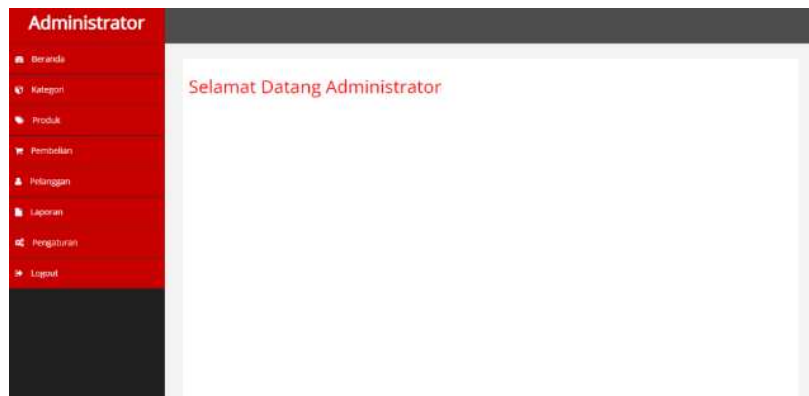 Administrator
Beranda
Kategori
Selamat Datang Administrator
Produk
Pembelian
Pelanggan
Laporan
Pengaturan
Logout